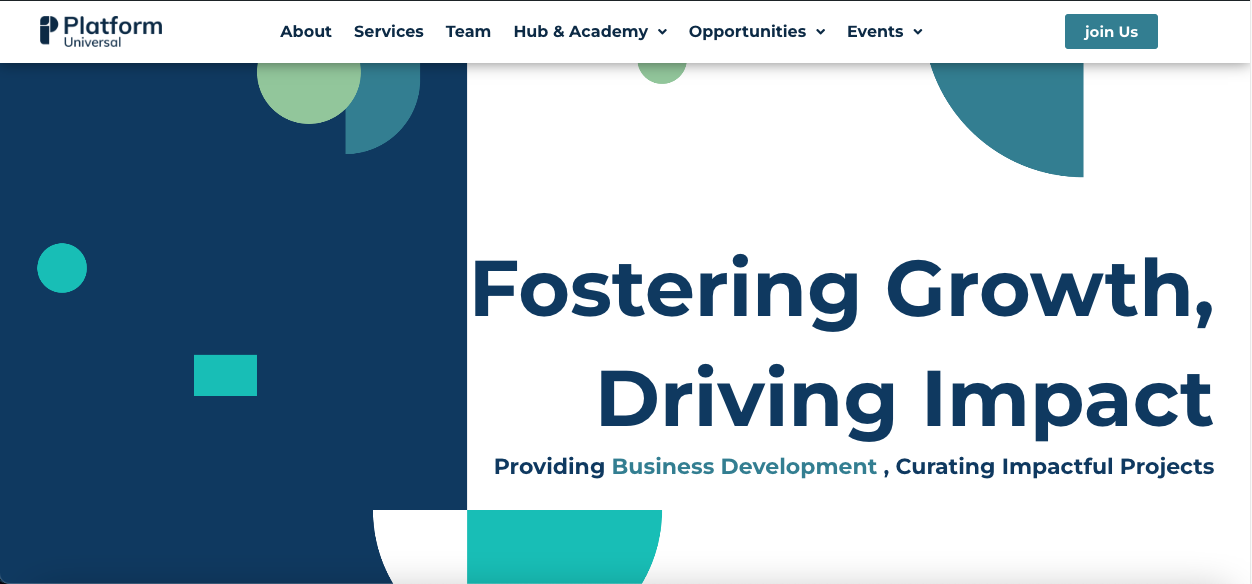 Platform
Universal
About Services Team Hub & Academy Opportunities Events join Us
Fostering Growth,
Driving Impact
Providing Business Development , Curating Impactful Projects